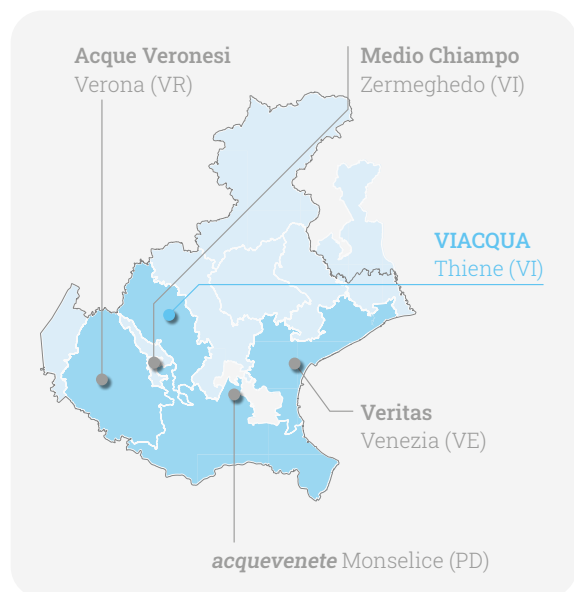 Acque Veronesi
Verona (VR)
Medio Chiampo
Zermeghedo (VI)
VIACQUA
Thiene (VI)
Veritas
Venezia (VE)
acquevenete Monselice (PD)